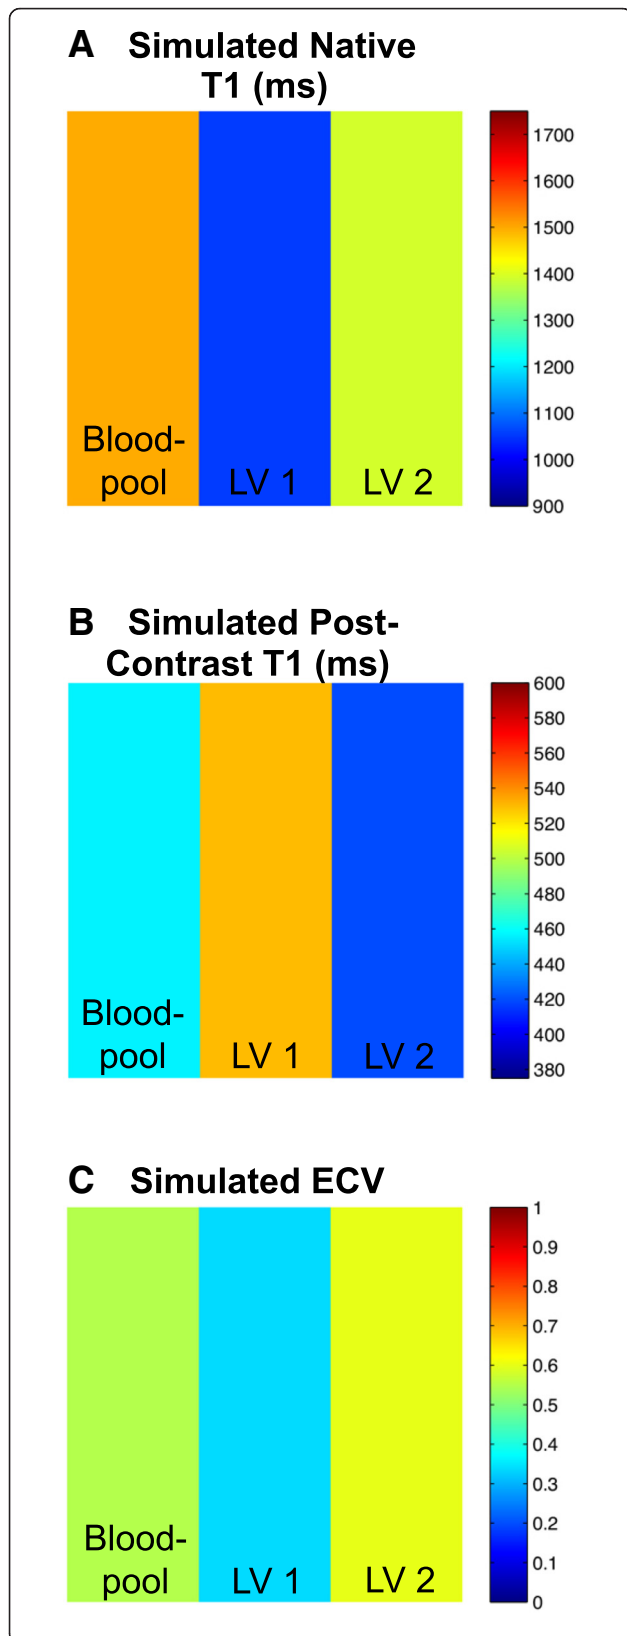 A Simulated Native
T1 (ms)
1700
1600
1500
1400
1300
1200
1100
1000
900
Blood-
pool
LV 1
LV 2
B Simulated Post-
Contrast T1 (ms)
600
580
560
540
520
500
480
460
440
420
400
380
Blood-
pool
LV 1
LV 2
C Simulated ECV
1
0.9
0.8
0.7
0.6
0.5
0.4
0.3
0.2
0.1
0
Blood-
pool
LV 1
LV 2